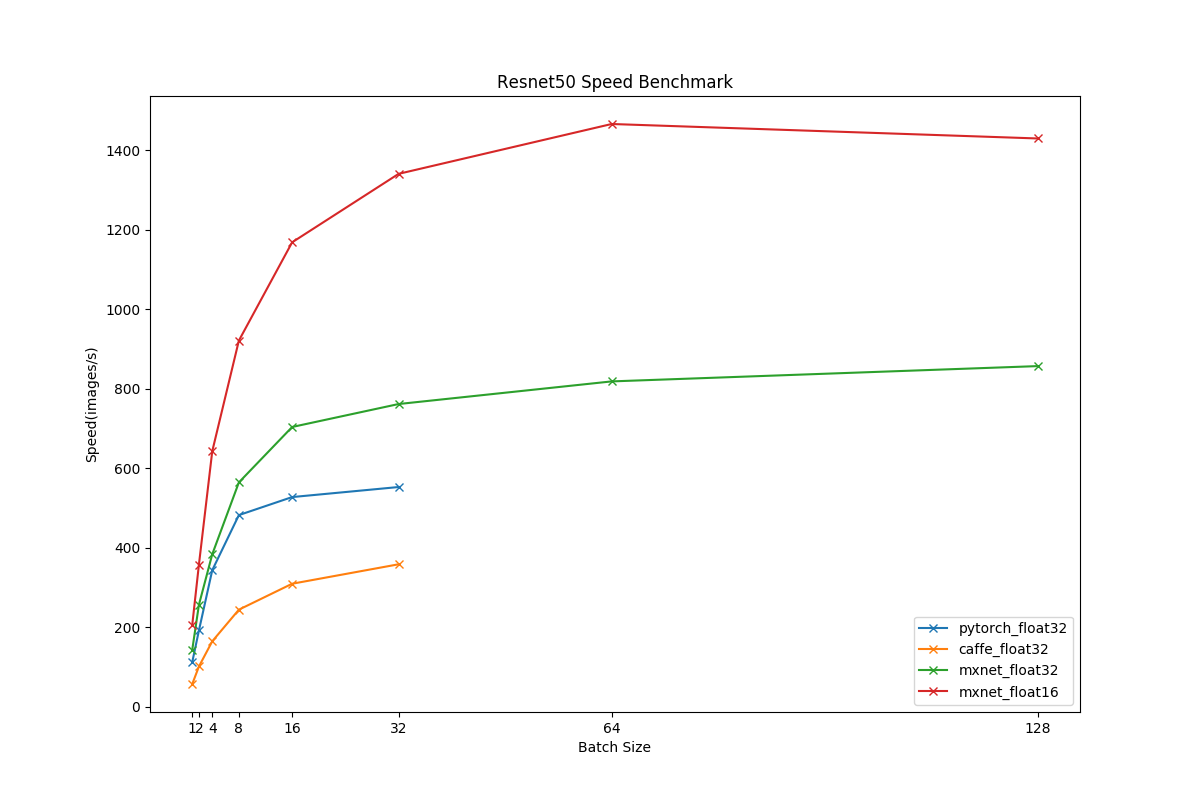 Resnet50 Speed Benchmark
Speed(images/s)
1400
1200
1000
800
600
400
200
0
1 2 4 8 16 32 64 128
Batch Size
pytorch_float32
caffe_float32
mxnet_float32
mxnet_float16